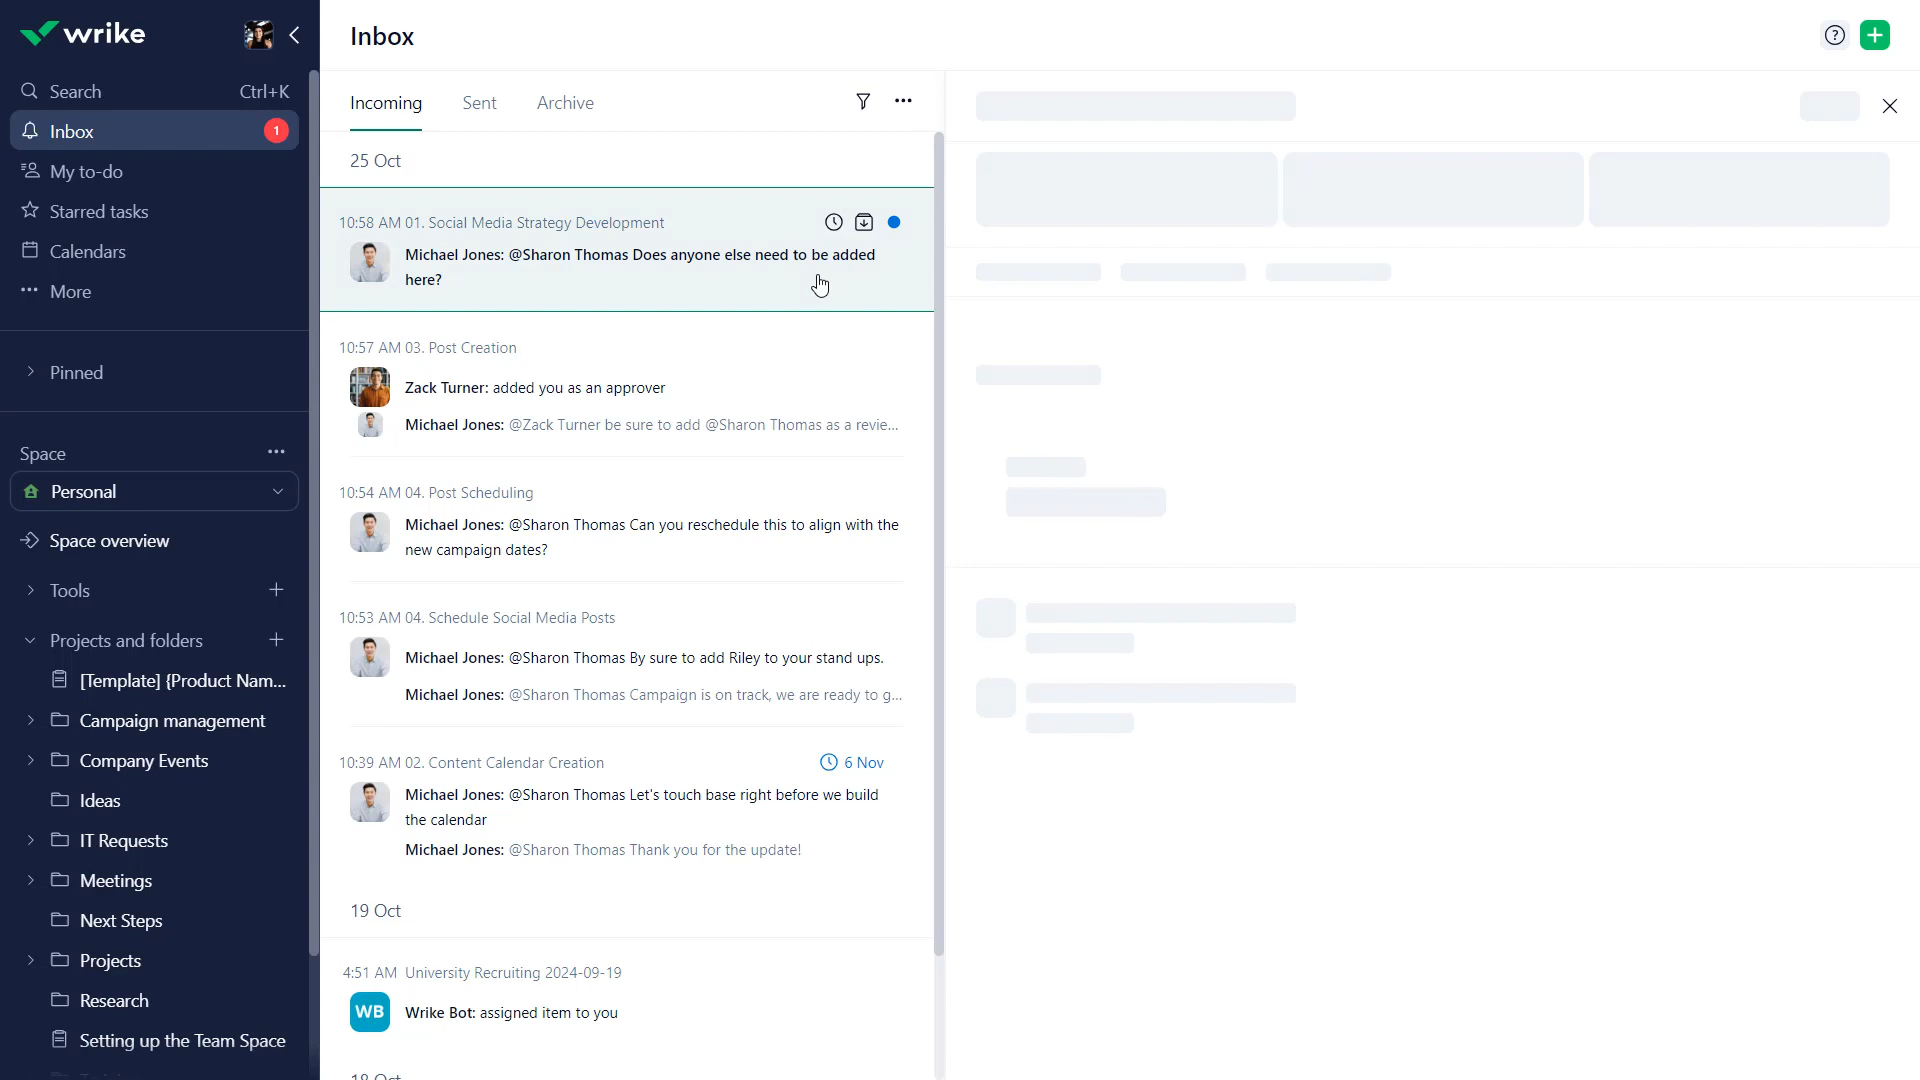 wrike
Search Ctrl+K
Inbox 1
My to-do
Starred tasks
Calendars
More
Pinned
Space
Personal
Space overview
Tools
Projects and folders
[Template] {Product Nam...
Campaign management
Company Events
Ideas
IT Requests
Meetings
Next Steps
Projects
Research
Setting up the Team Space
Inbox
Incoming Sent Archive
25 Oct
10:58 AM 01. Social Media Strategy Development
Michael Jones: @Sharon Thomas Does anyone else need to be added
here?
10:57 AM 03. Post Creation
Zack Turner: added you as an approver
Michael Jones: @Zack Turner be sure to add @Sharon Thomas as a revie...
10:54 AM 04. Post Scheduling
Michael Jones: @Sharon Thomas Can you reschedule this to align with the
new campaign dates?
10:53 AM 04. Schedule Social Media Posts
Michael Jones: @Sharon Thomas By sure to add Riley to your stand ups.
Michael Jones: @Sharon Thomas Campaign is on track, we are ready to g...
10:39 AM 02. Content Calendar Creation 6 Nov
Michael Jones: @Sharon Thomas Let's touch base right before we build
the calendar
Michael Jones: @Sharon Thomas Thank you for the update!
19 Oct
4:51 AM University Recruiting 2024-09-19
WB Wrike Bot: assigned item to you
18 Oct